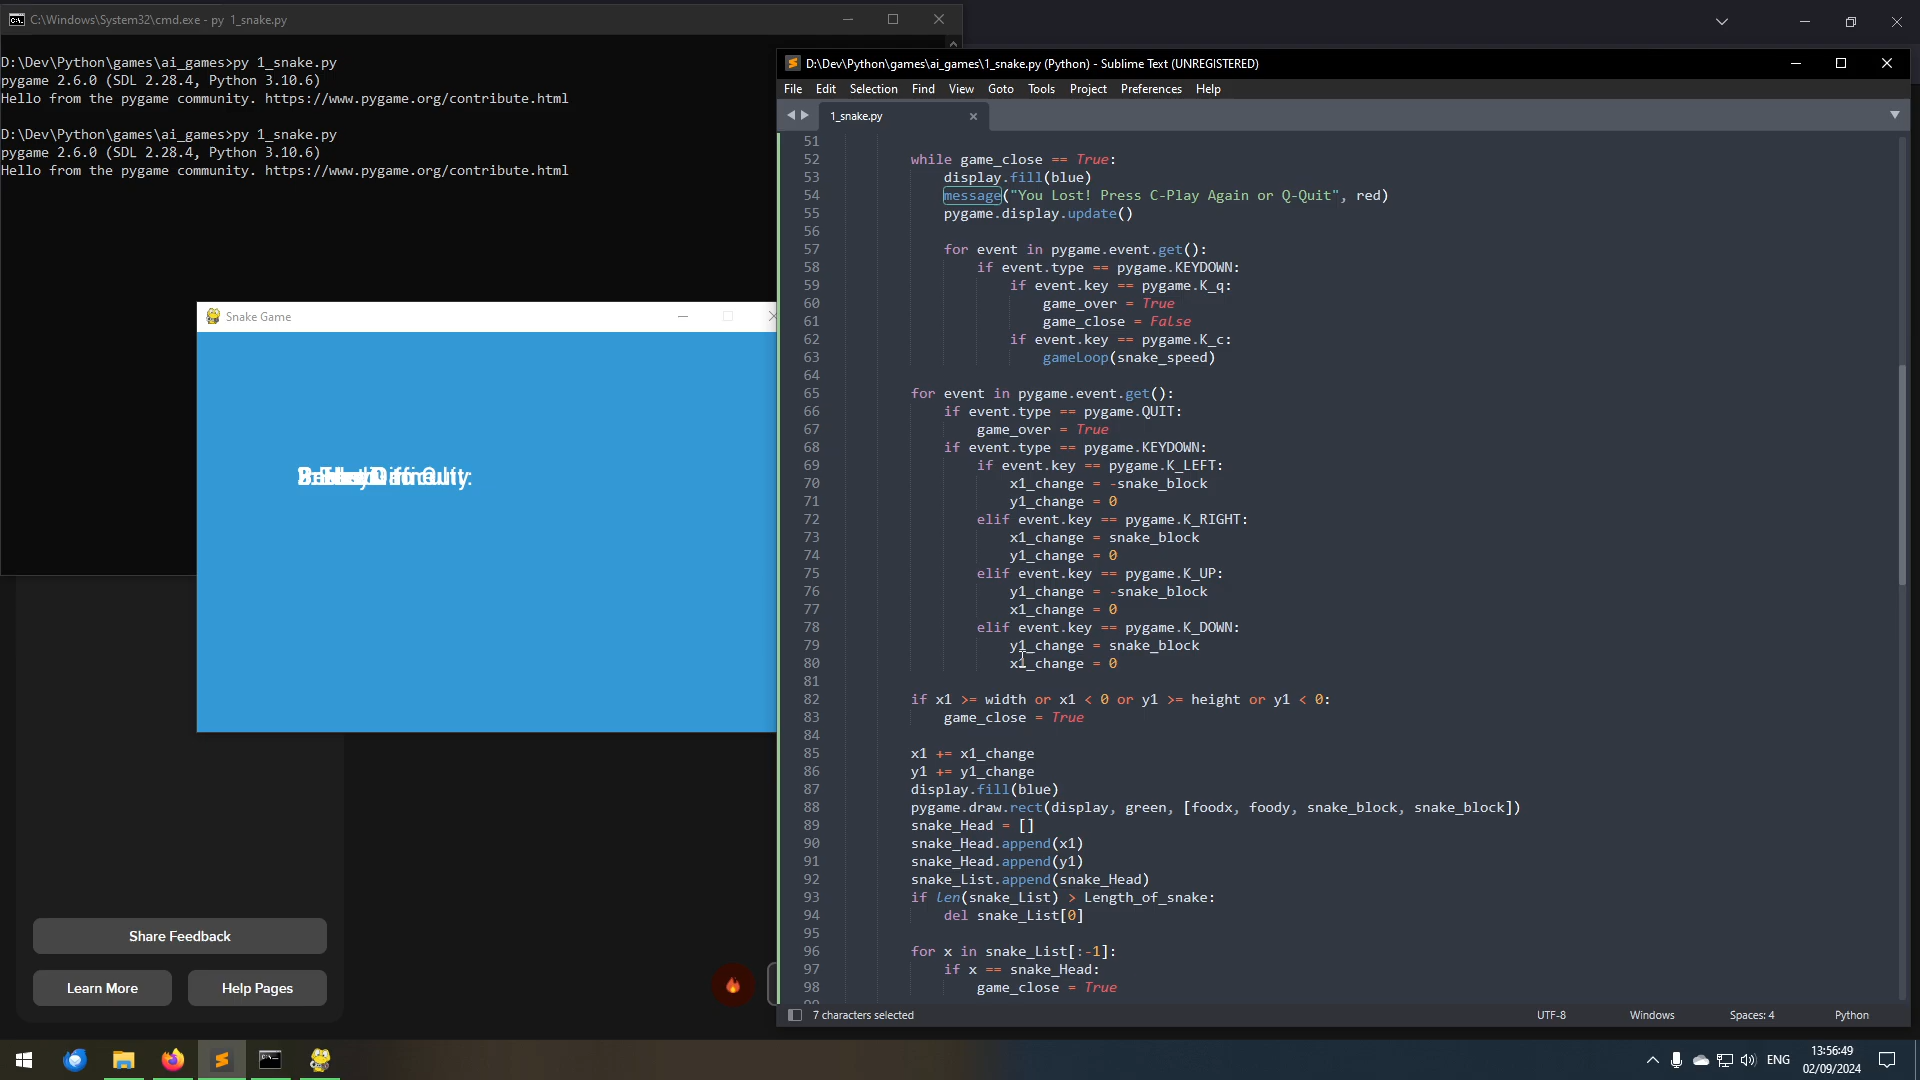 C:\Windows\System32\cmd.exe - py 1_snake.py
D:\Dev\Python\games\ai_games>py 1_snake.py
pygame 2.6.0 (SDL 2.28.4, Python 3.10.6)
Hello from the pygame community. https://www.pygame.org/contribute.html
D:\Dev\Python\games\ai_games>py 1_snake.py
pygame 2.6.0 (SDL 2.28.4, Python 3.10.6)
Hello from the pygame community. https://www.pygame.org/contribute.html
Snake Game
Share Feedback
Learn More
Help Pages
D:\Dev\Python\games\ai_games\1_snake.py (Python) - Sublime Text (UNREGISTERED)
File Edit Selection Find View Goto Tools Project Preferences Help
1_snake.py
51
52 while game_close == True:
53 display.fill(blue)
54 message("You Lost! Press C-Play Again or Q-Quit", red)
55 pygame.display.update()
56
57 for event in pygame.event.get():
58 if event.type == pygame.KEYDOWN:
59 if event.key == pygame.K_q:
60 game_over = True
61 game_close = False
62 if event.key == pygame.K_c:
63 gameLoop(snake_speed)
64
65 for event in pygame.event.get():
66 if event.type == pygame.QUIT:
67 game_over = True
68 if event.type == pygame.KEYDOWN:
69 if event.key == pygame.K_LEFT:
70 x1_change = -snake_block
71 y1_change = 0
72 elif event.key == pygame.K_RIGHT:
73 x1_change = snake_block
74 y1_change = 0
75 elif event.key == pygame.K_UP:
76 y1_change = -snake_block
77 x1_change = 0
78 elif event.key == pygame.K_DOWN:
79 y1_change = snake_block
80 x1_change = 0
81
82 if x1 >= width or x1 < 0 or y1 >= height or y1 < 0:
83 game_close = True
84
85 x1 += x1_change
86 y1 += y1_change
87 display.fill(blue)
88 pygame.draw.rect(display, green, [foodx, foody, snake_block, snake_block])
89 snake_Head = []
90 snake_Head.append(x1)
91 snake_Head.append(y1)
92 snake_List.append(snake_Head)
93 if len(snake_List) > Length_of_snake:
94 del snake_List[0]
95
96 for x in snake_List[:-1]:
97 if x == snake_Head:
98 game_close = True
7 characters selected
UTF-8 Windows Spaces: 4 Python
ENG
13:56:49
02/09/2024